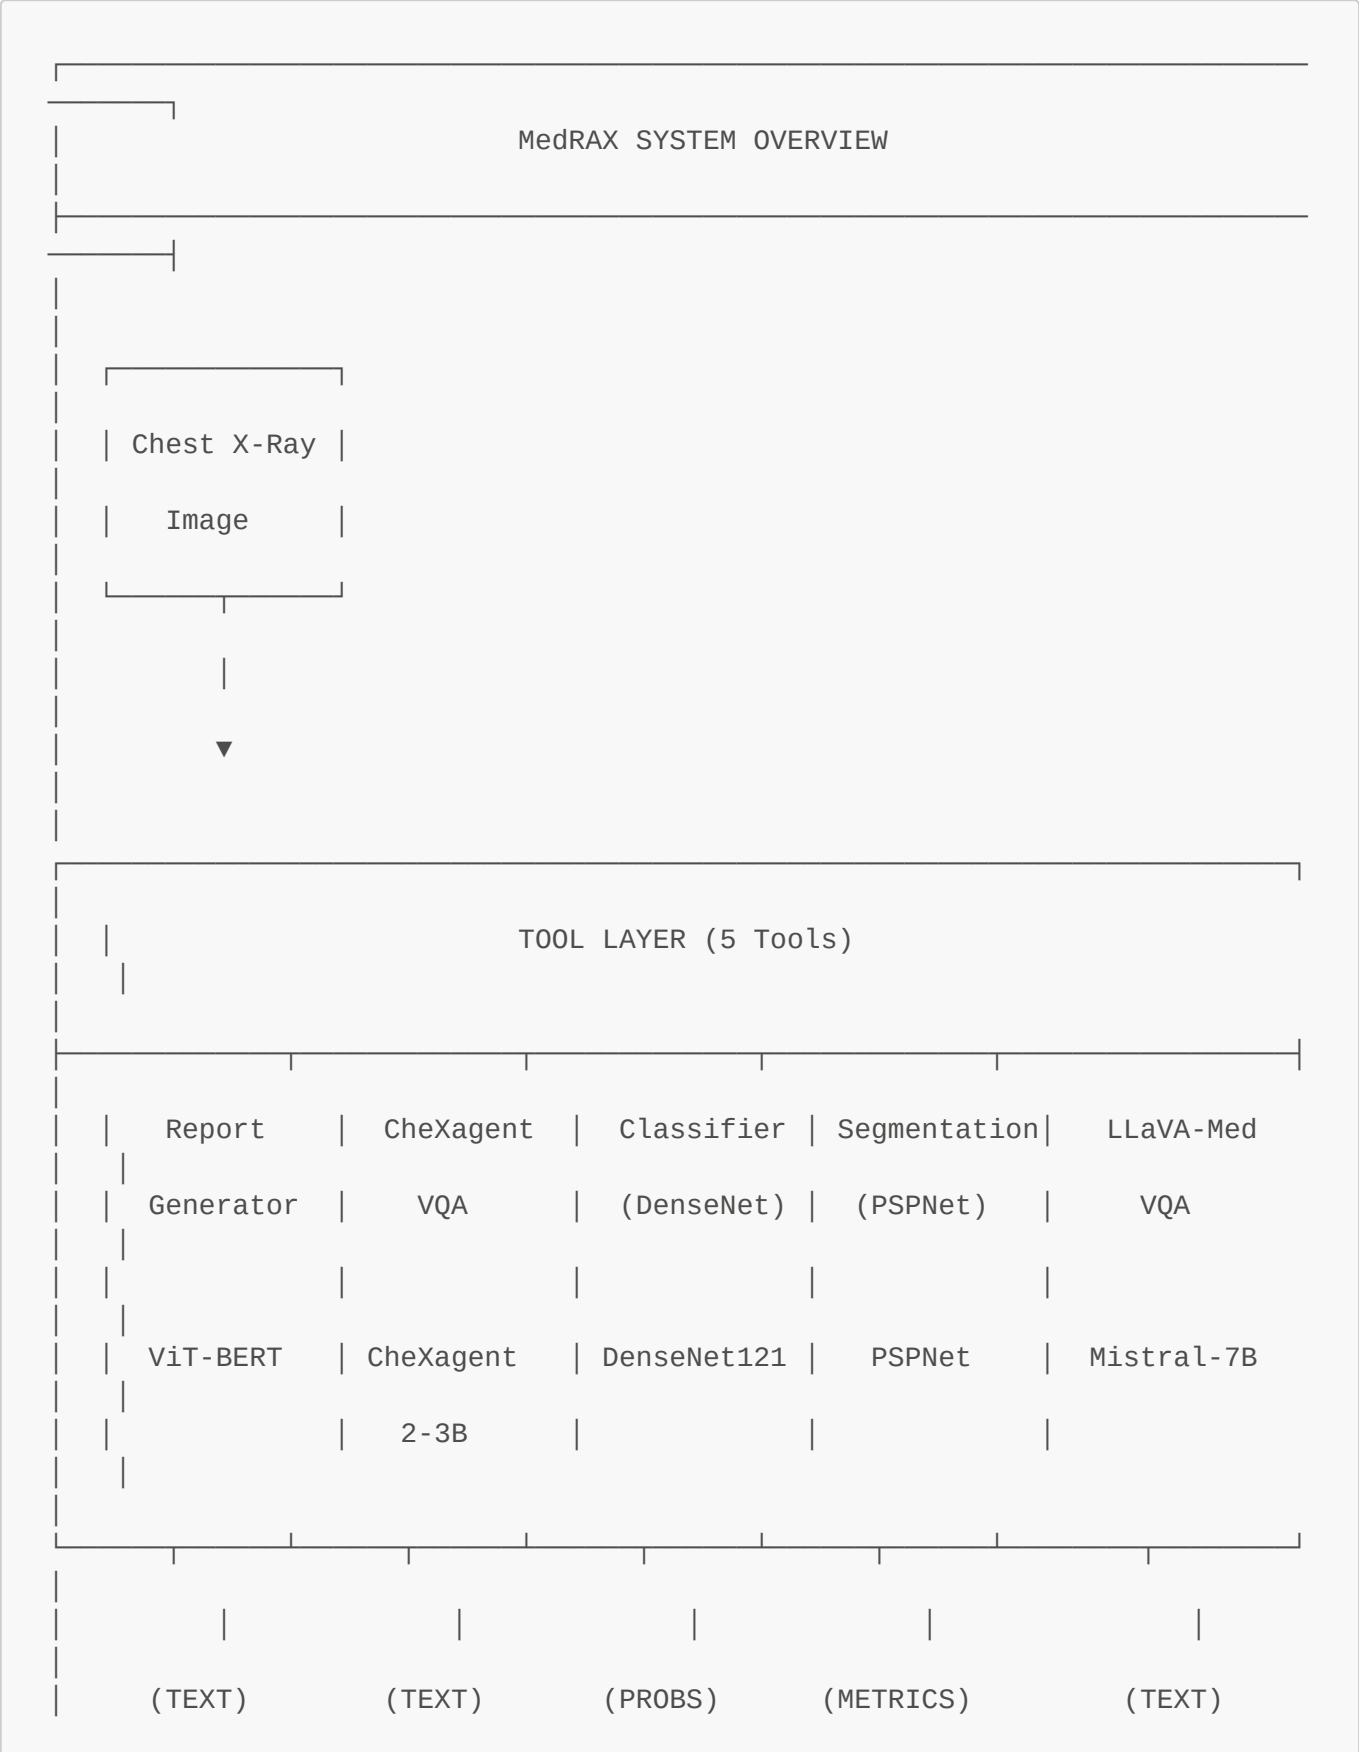 MedRAX SYSTEM OVERVIEW
Chest X-Ray
Image
TOOL LAYER (5 Tools)
Report CheXagent Classifier Segmentation LLaVA-Med
Generator VQA (DenseNet) (PSPNet) VQA
ViT-BERT CheXagent DenseNet121 PSPNet Mistral-7B
2-3B
(TEXT) (TEXT) (PROBS) (METRICS) (TEXT)